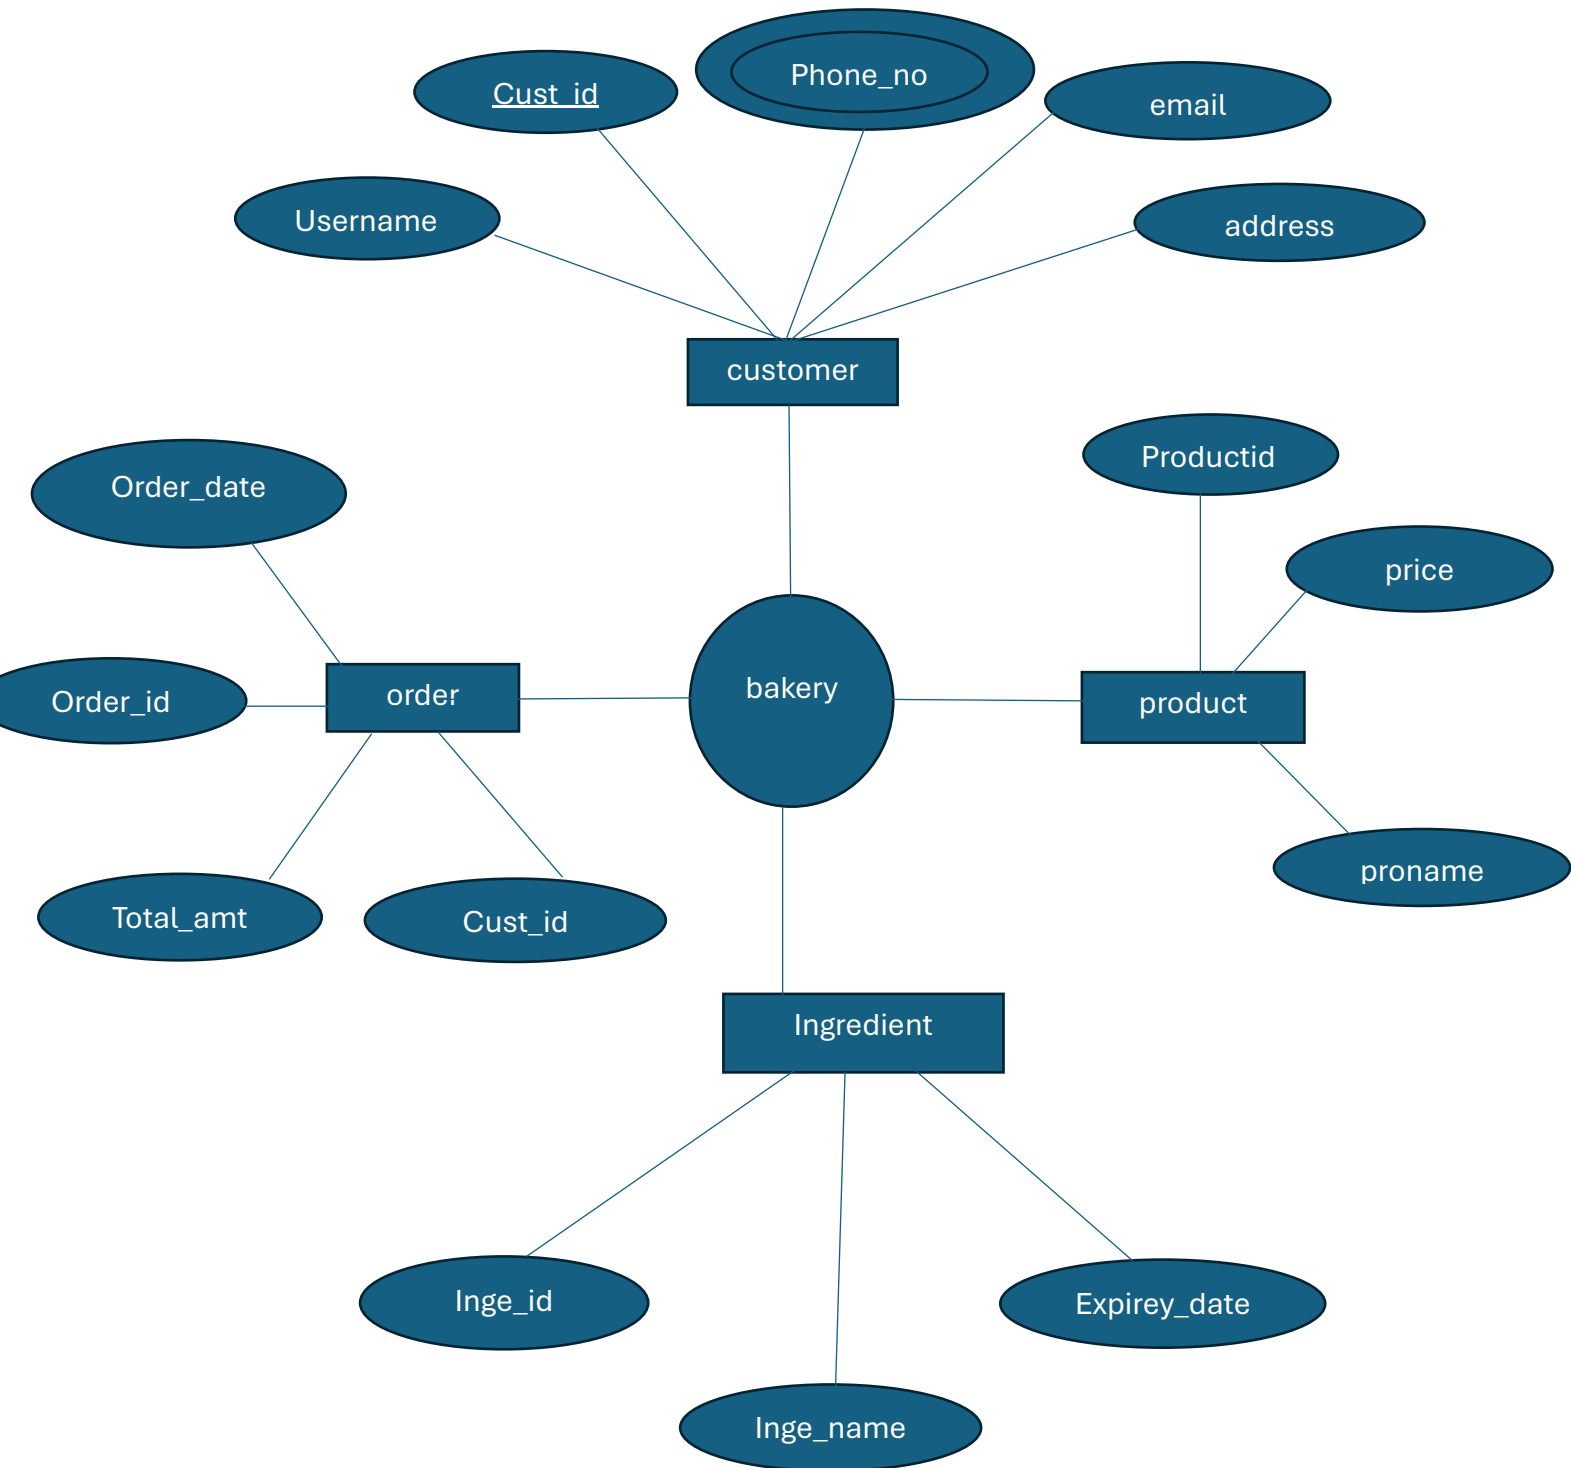 Phone_no
Cust_id
email
Username
address
customer
Productid
Order_date
price
bakery
order
Order_id
product
proname
Total_amt
Cust_id
Ingredient
Inge_id
Expirey_date
Inge_name